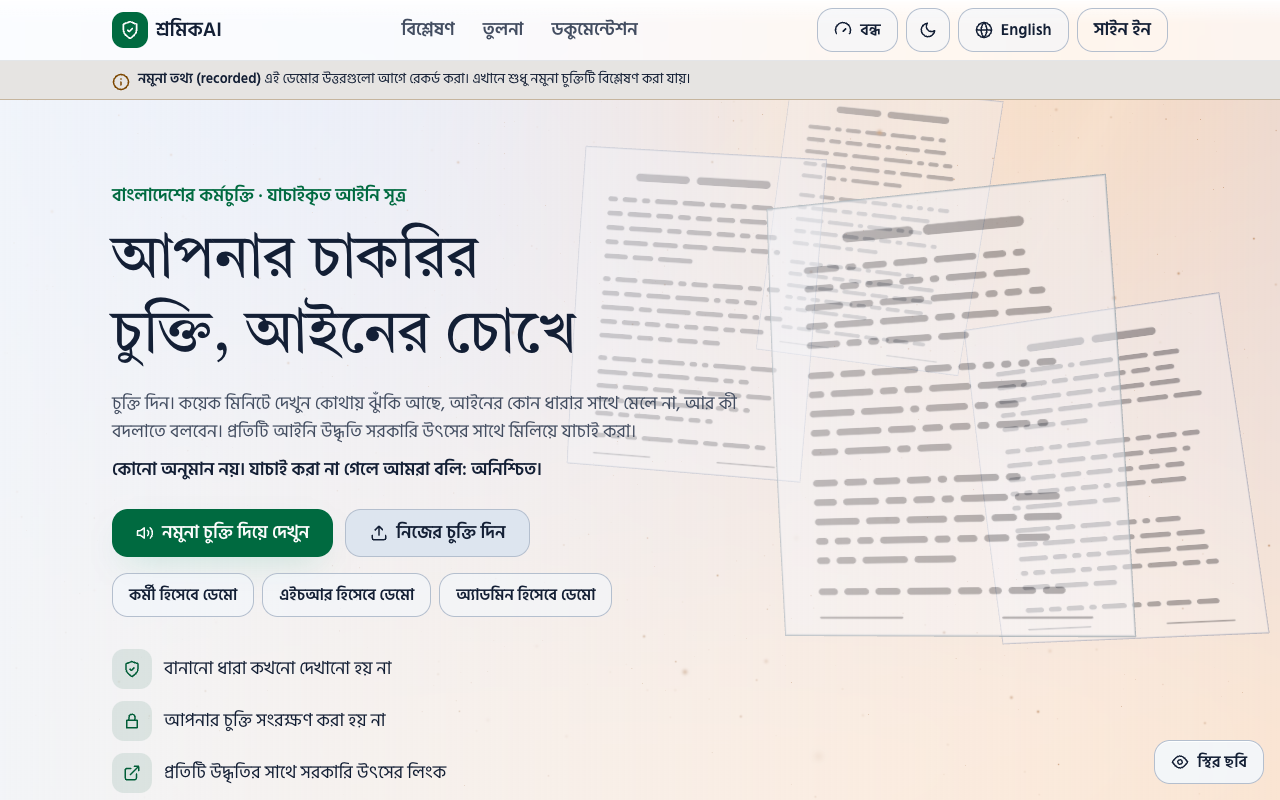 শ্রমিকAI
বিশ্লেষণ
তুলনা
ডকুমেন্টেশন
বন্ধ
English
সাইন ইন
নমুনা তথ্য (recorded) এই ডেমোর উত্তরগুলো আগে রেকর্ড করা। এখানে শুধু নমুনা চুক্তিটি বিশ্লেষণ করা যায়।
বাংলাদেশের কর্মচুক্তি · যাচাইকৃত আইনি সূত্র
আপনার চাকরির
চুক্তি, আইনের চোখে
চুক্তি দিন। কয়েক মিনিটে দেখুন কোথায় ঝুঁকি আছে, আইনের কোন ধারার সাথে মেলে না, আর কী
বদলাতে বলবেন। প্রতিটি আইনি উদ্ধৃতি সরকারি উৎসের সাথে মিলিয়ে যাচাই করা।
কোনো অনুমান নয়। যাচাই করা না গেলে আমরা বলি: অনিশ্চিত।
নমুনা চুক্তি দিয়ে দেখুন
নিজের চুক্তি দিন
কর্মী হিসেবে ডেমো
এইচআর হিসেবে ডেমো
অ্যাডমিন হিসেবে ডেমো
বানানো ধারা কখনো দেখানো হয় না
আপনার চুক্তি সংরক্ষণ করা হয় না
প্রতিটি উদ্ধৃতির সাথে সরকারি উৎসের লিংক
স্থির ছবি